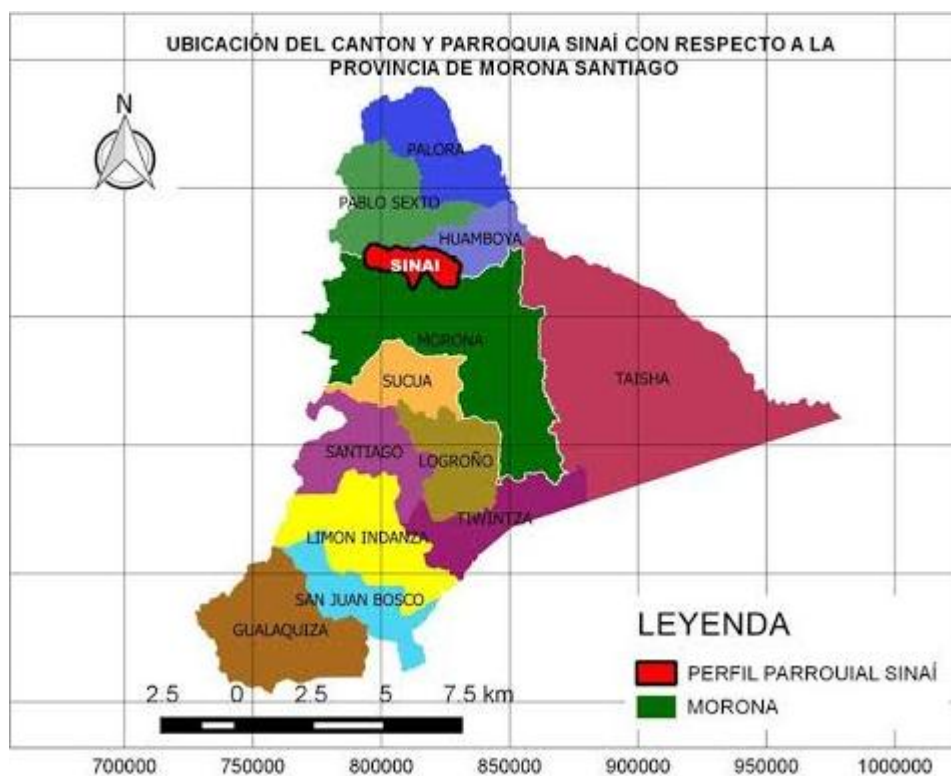 UBICACIÓN DEL CANTON Y PARROQUIA SINAÍ CON RESPECTO A LA
PROVINCIA DE MORONA SANTIAGO
N
PALORA
PABLO SEXTO
HUAMBOYA
SINAI
MORONA
TAISHA
SUCUA
SANTIAGO
LOGROÑO
TIWINTZA
LIMON INDANZA
SAN JUAN BOSCO
GUALAQUIZA
LEYENDA
PERFIL PARROUIAL SINAÍ
MORONA
2.5 0 2.5 5 7.5 km
700000 750000 800000 850000 900000 950000 1000000